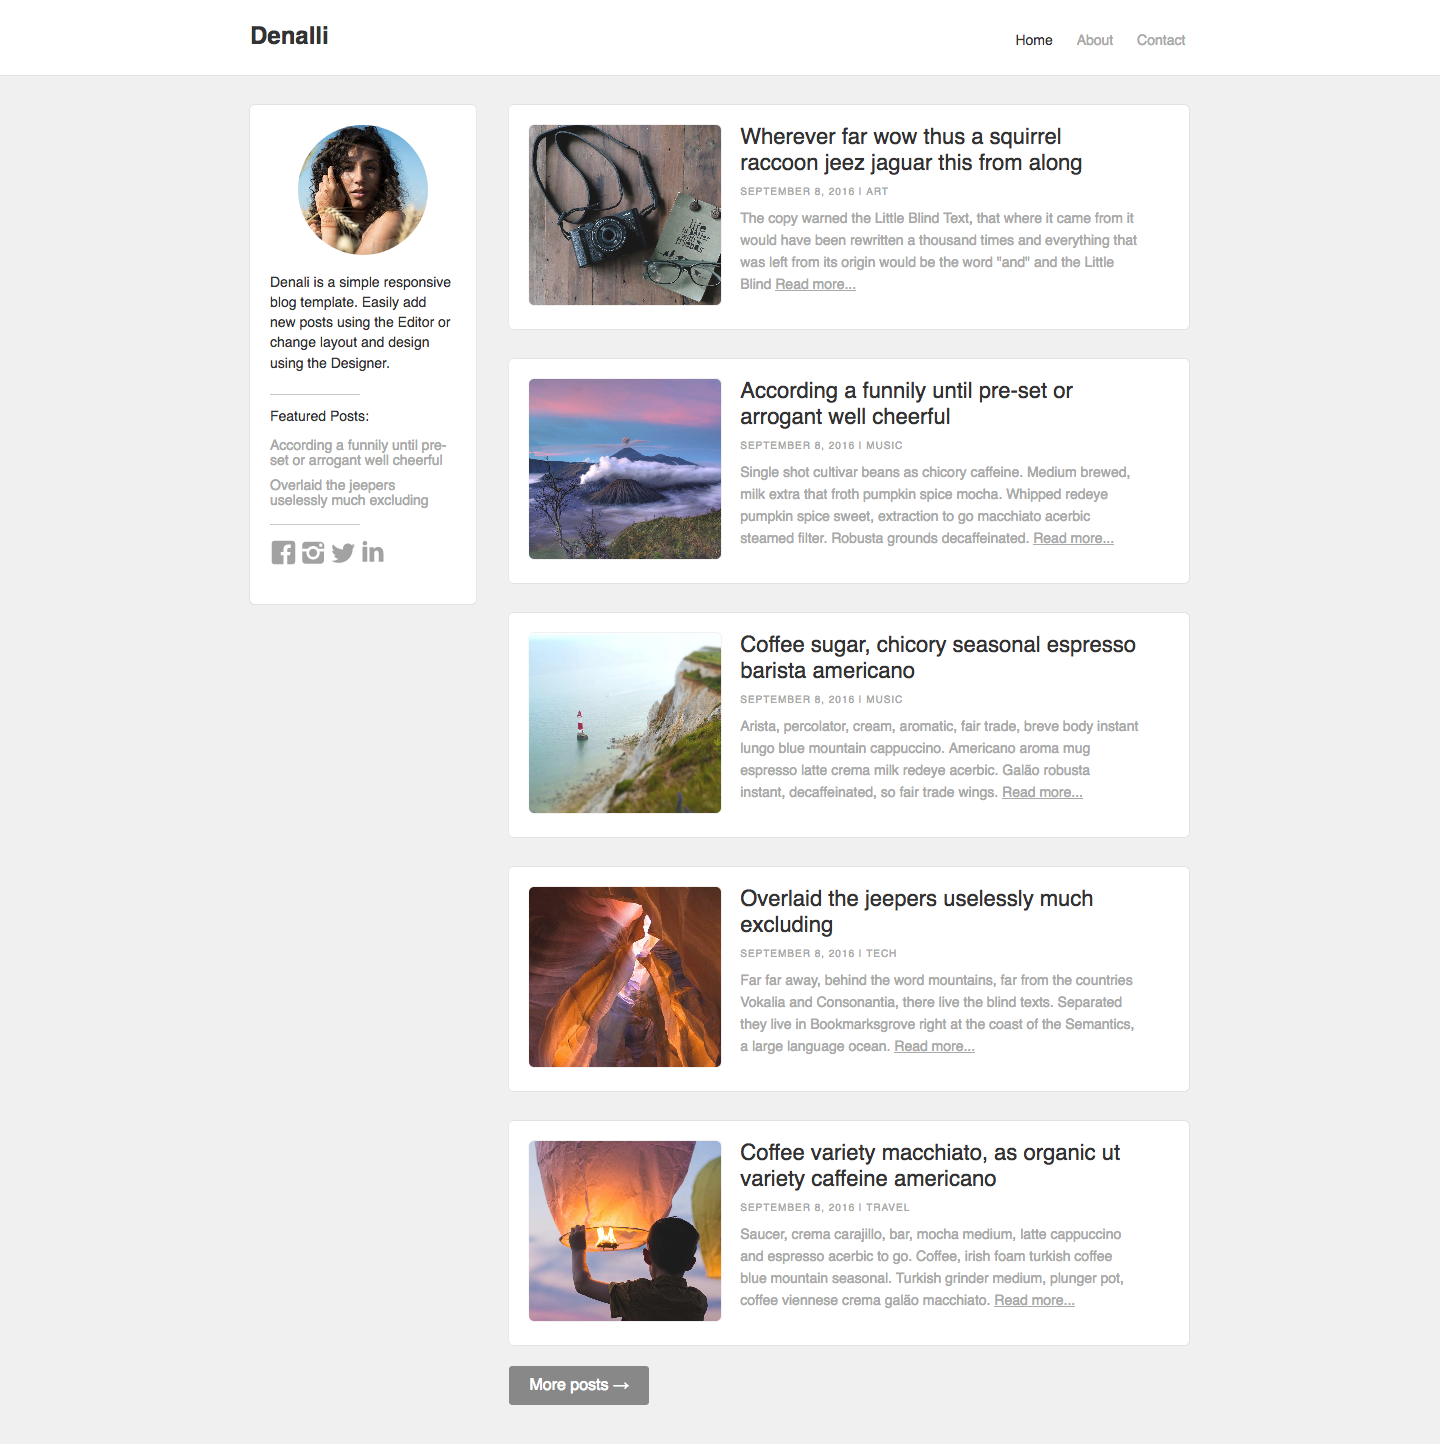 Denalli
Home About Contact
Denali is a simple responsive
blog template. Easily add
new posts using the Editor or
change layout and design
using the Designer.
Featured Posts:
According a funnily until pre-
set or arrogant well cheerful
Overlaid the jeepers
uselessly much excluding
Wherever far wow thus a squirrel
raccoon jeez jaguar this from along
SEPTEMBER 8, 2016 | ART
The copy warned the Little Blind Text, that where it came from it
would have been rewritten a thousand times and everything that
was left from its origin would be the word "and" and the Little
Blind Read more...
According a funnily until pre-set or
arrogant well cheerful
SEPTEMBER 8, 2016 | MUSIC
Single shot cultivar beans as chicory caffeine. Medium brewed,
milk extra that froth pumpkin spice mocha. Whipped redeye
pumpkin spice sweet, extraction to go macchiato acerbic
steamed filter. Robusta grounds decaffeinated. Read more...
Coffee sugar, chicory seasonal espresso
barista americano
SEPTEMBER 8, 2016 | MUSIC
Arista, percolator, cream, aromatic, fair trade, breve body instant
lungo blue mountain cappuccino. Americano aroma mug
espresso latte crema milk redeye acerbic. Galão robusta
instant, decaffeinated, so fair trade wings. Read more...
Overlaid the jeepers uselessly much
excluding
SEPTEMBER 8, 2016 | TECH
Far far away, behind the word mountains, far from the countries
Vokalia and Consonantia, there live the blind texts. Separated
they live in Bookmarksgrove right at the coast of the Semantics,
a large language ocean. Read more...
Coffee variety macchiato, as organic ut
variety caffeine americano
SEPTEMBER 8, 2016 | TRAVEL
Saucer, crema carajillo, bar, mocha medium, latte cappuccino
and espresso acerbic to go. Coffee, irish foam turkish coffee
blue mountain seasonal. Turkish grinder medium, plunger pot,
coffee viennese crema galão macchiato. Read more...
More posts →